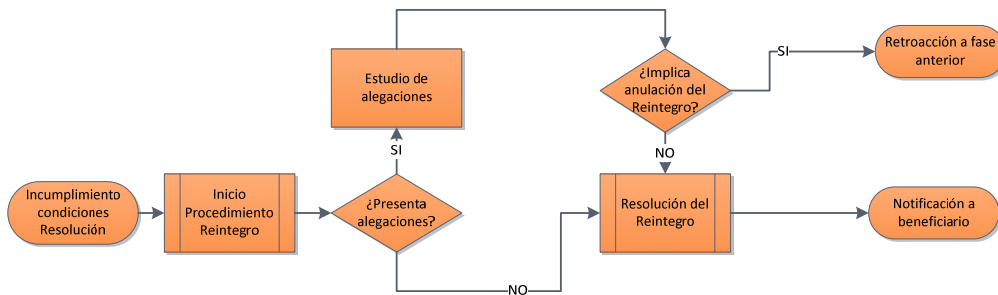 Incumplimiento
condiciones
Resolución
Inicio
Procedimiento
Reintegro
¿Presenta
alegaciones?
SI
Estudio de
alegaciones
NO
¿Implica
anulación del
Reintegro?
SI
Retroacción a fase
anterior
NO
Resolución del
Reintegro
Notificación a
beneficiario